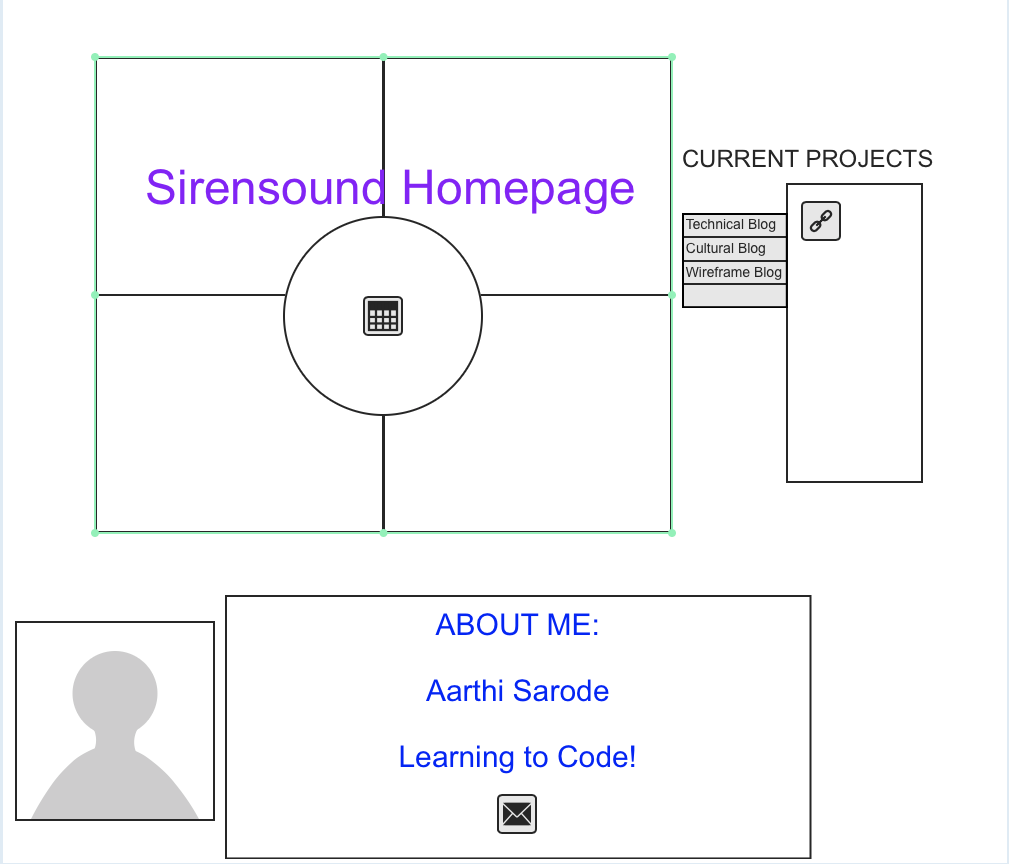 Sirensound Homepage
CURRENT PROJECTS
Technical Blog
Cultural Blog
Wireframe Blog
ABOUT ME:
Aarthi Sarode
Learning to Code!